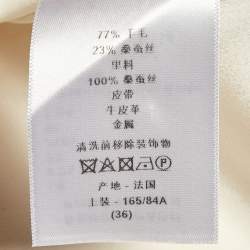 77% 羊毛
23% 桑蚕丝
里料
100% 桑蚕丝
皮带
牛皮革
金属
清洗前移除装饰物
产地 - 法国
上装 - 165/84A
(36)